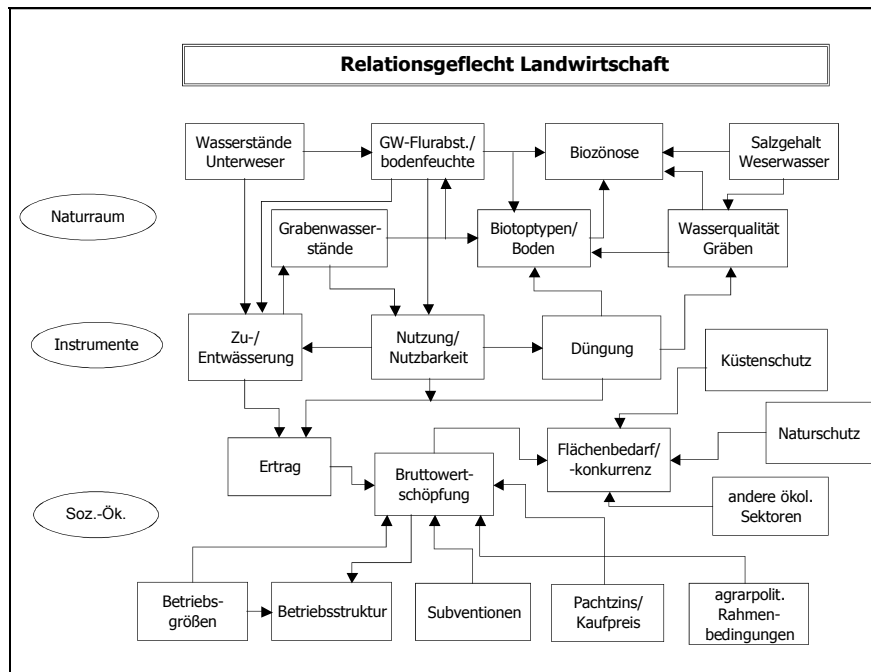 Relationsgeflecht Landwirtschaft
Wasserstände
Unterweser
GW-Flurabst./
bodenfeuchte
Biozönose
Salzgehalt
Weserwasser
Naturraum
Grabenwasser-
stände
Biotoptypen/
Boden
Wasserqualität
Gräben
Instrumente
Zu-/
Entwässerung
Nutzung/
Nutzbarkeit
Düngung
Küstenschutz
Ertrag
Bruttowert-
schöpfung
Flächenbedarf/
-konkurrenz
Naturschutz
Soz.-Ök.
andere ökol.
Sektoren
Betriebs-
größen
Betriebsstruktur
Subventionen
Pachtzins/
Kaufpreis
agrarpolit.
Rahmen-
bedingungen